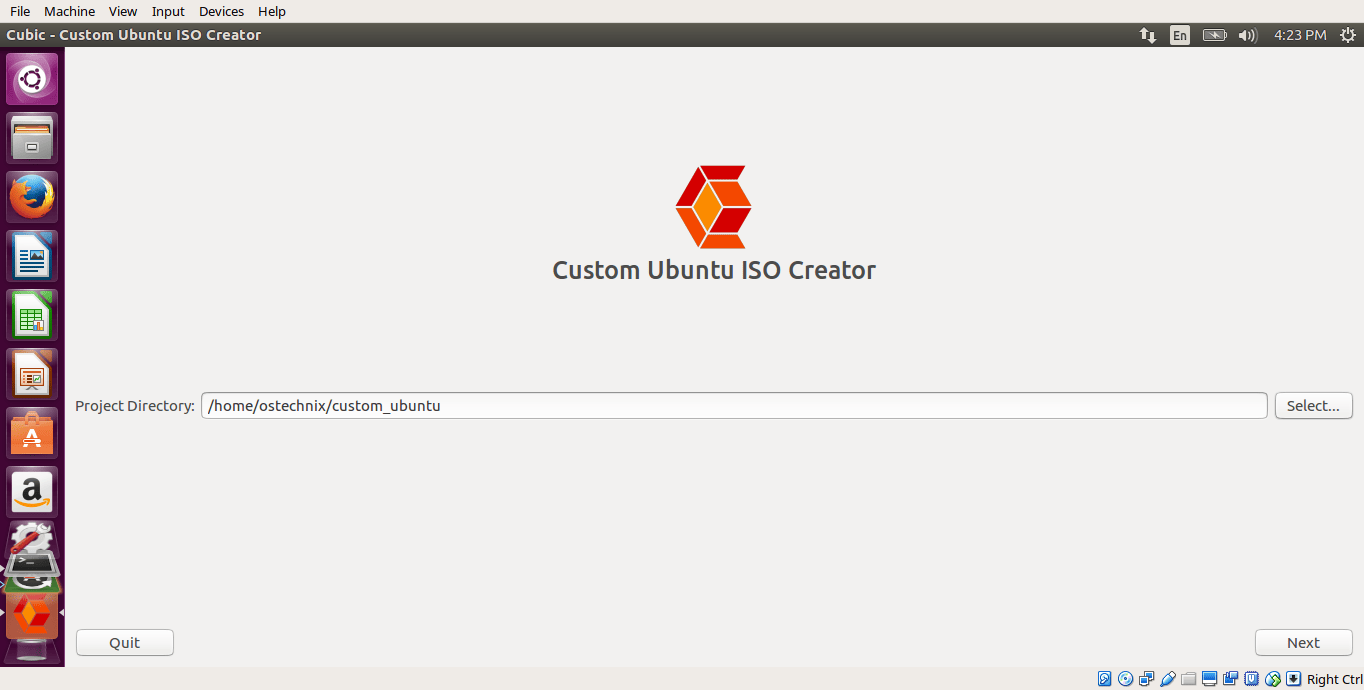 File Machine View Input Devices Help
Cubic - Custom Ubuntu ISO Creator En 4:23 PM
Custom Ubuntu ISO Creator
Project Directory: /home/ostechnix/custom_ubuntu Select...
Quit Next
Right Ctrl